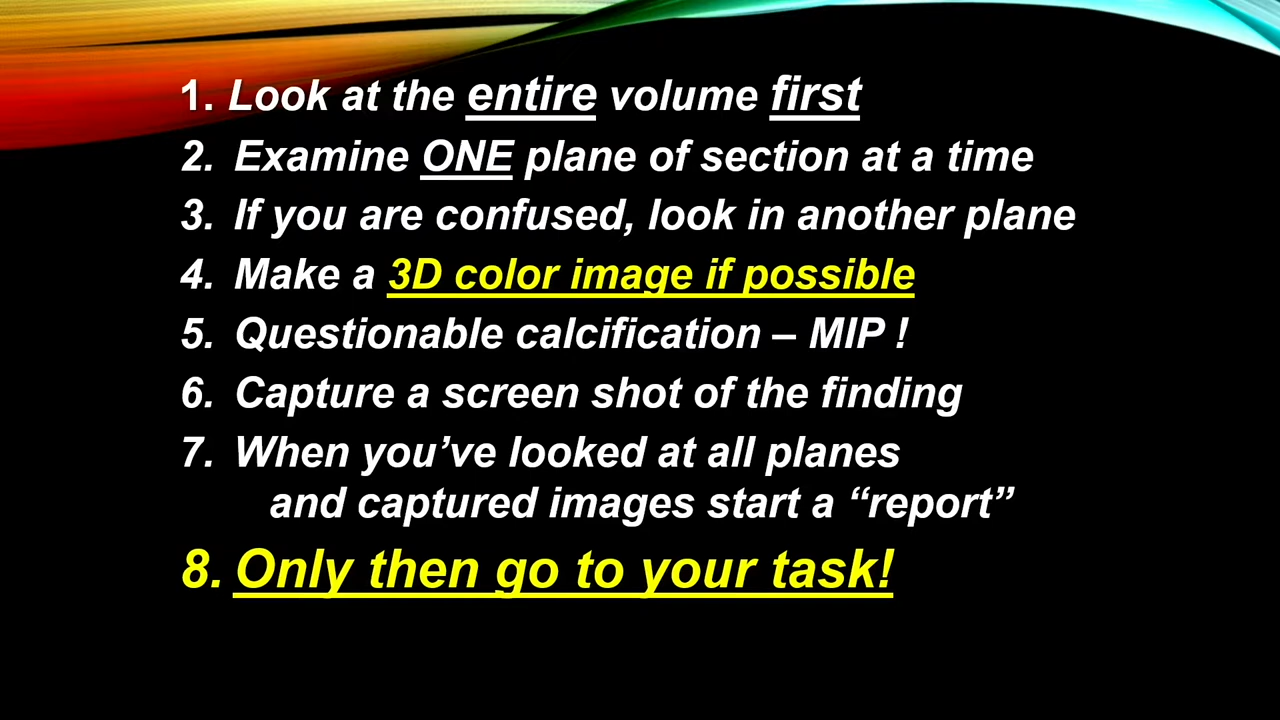 1. Look at the entire volume first
2. Examine ONE plane of section at a time
3. If you are confused, look in another plane
4. Make a 3D color image if possible
5. Questionable calcification – MIP !
6. Capture a screen shot of the finding
7. When you’ve looked at all planes
and captured images start a “report”
8. Only then go to your task!